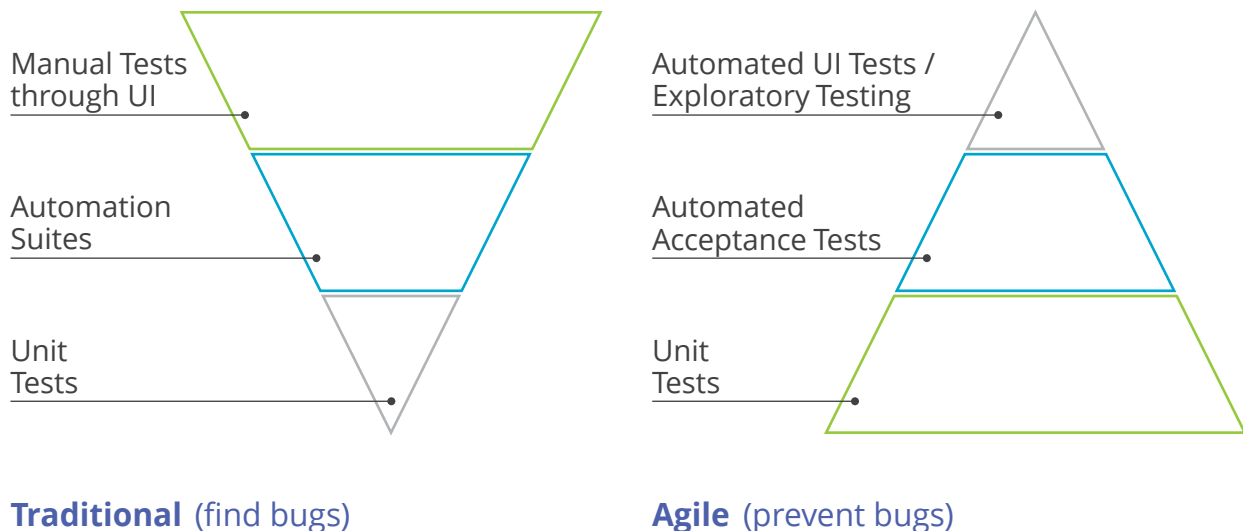 Manual Tests
through UI
Automation
Suites
Unit
Tests
Traditional (find bugs)
Automated UI Tests /
Exploratory Testing
Automated
Acceptance Tests
Unit
Tests
Agile (prevent bugs)